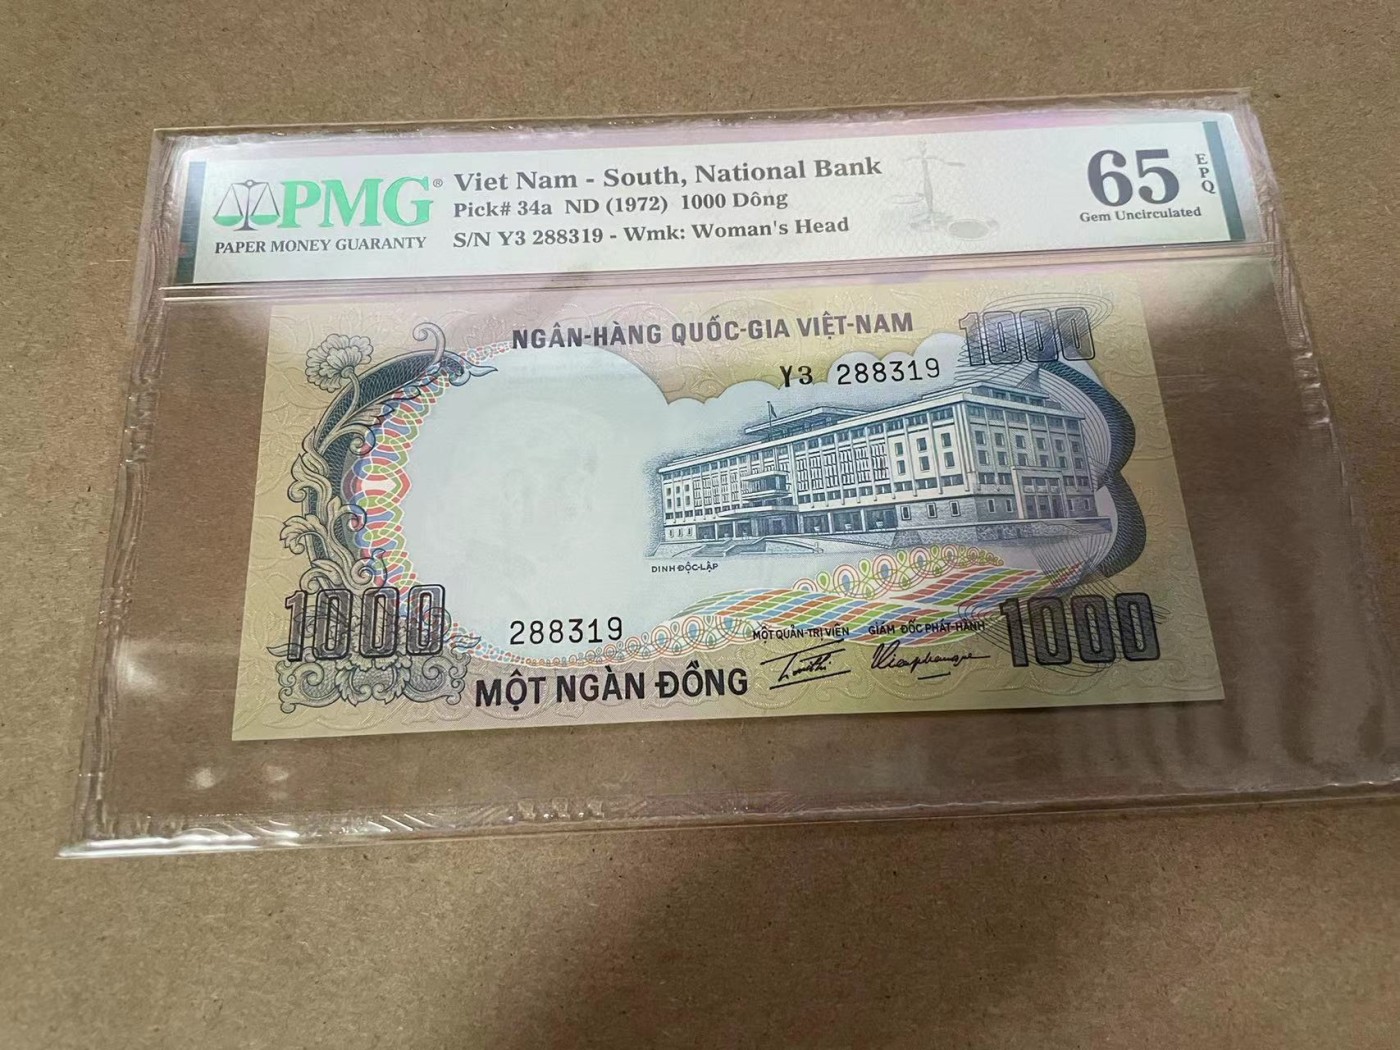 PMG®
PAPER MONEY GUARANTY
Viet Nam - South, National Bank
Pick# 34a ND (1972) 1000 Dông
S/N Y3 288319 - Wmk: Woman's Head
65 EPQ
Gem Uncirculated
NGÂN-HÀNG QUỐC-GIA VIỆT-NAM
1000
Y3 288319
DINH ĐỘC-LẬP
1000
288319
MỘT QUẢN-TRỊ VIÊN
GIÁM ĐỐC PHÁT-HÀNH
1000
MỘT NGÀN ĐỒNG